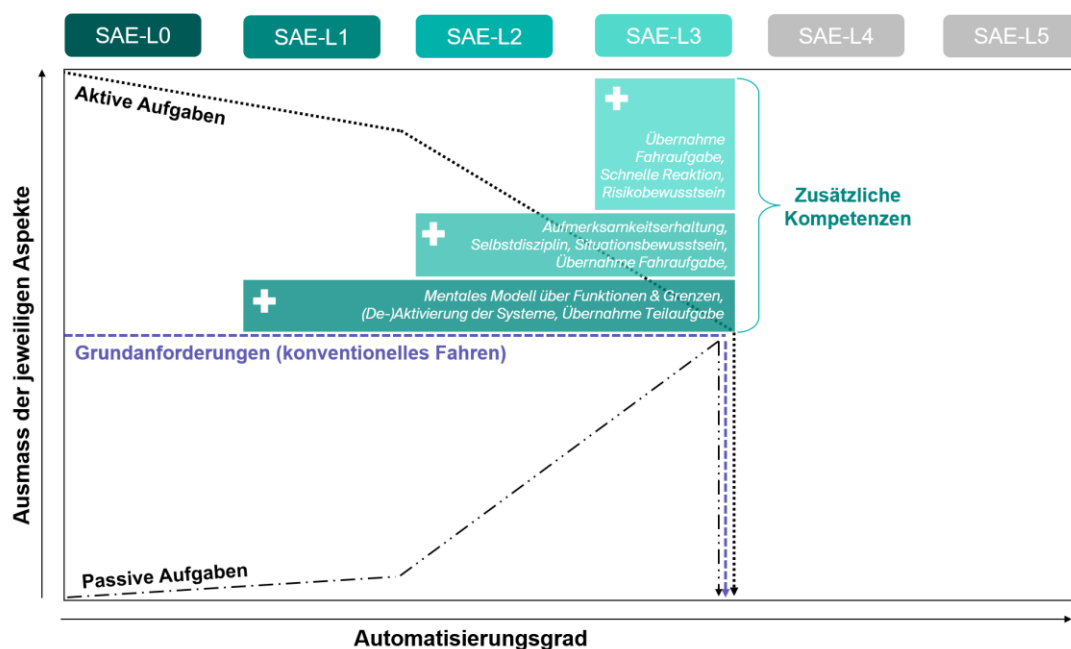 SAE-L0
SAE-L1
SAE-L2
SAE-L3
SAE-L4
SAE-L5
Aktive Aufgaben
Übernahme
Fahraufgabe,
Schnelle Reaktion,
Risikobewusstsein
Zusätzliche
Kompetenzen
Aufmerksamkeitserhaltung,
Selbstdisziplin, Situationsbewusstsein,
Übernahme Fahraufgabe,
Mentales Modell über Funktionen & Grenzen,
(De-)Aktivierung der Systeme, Übernahme Teilaufgabe
Grundanforderungen (konventionelles Fahren)
Passive Aufgaben
Ausmass der jeweiligen Aspekte
Automatisierungsgrad